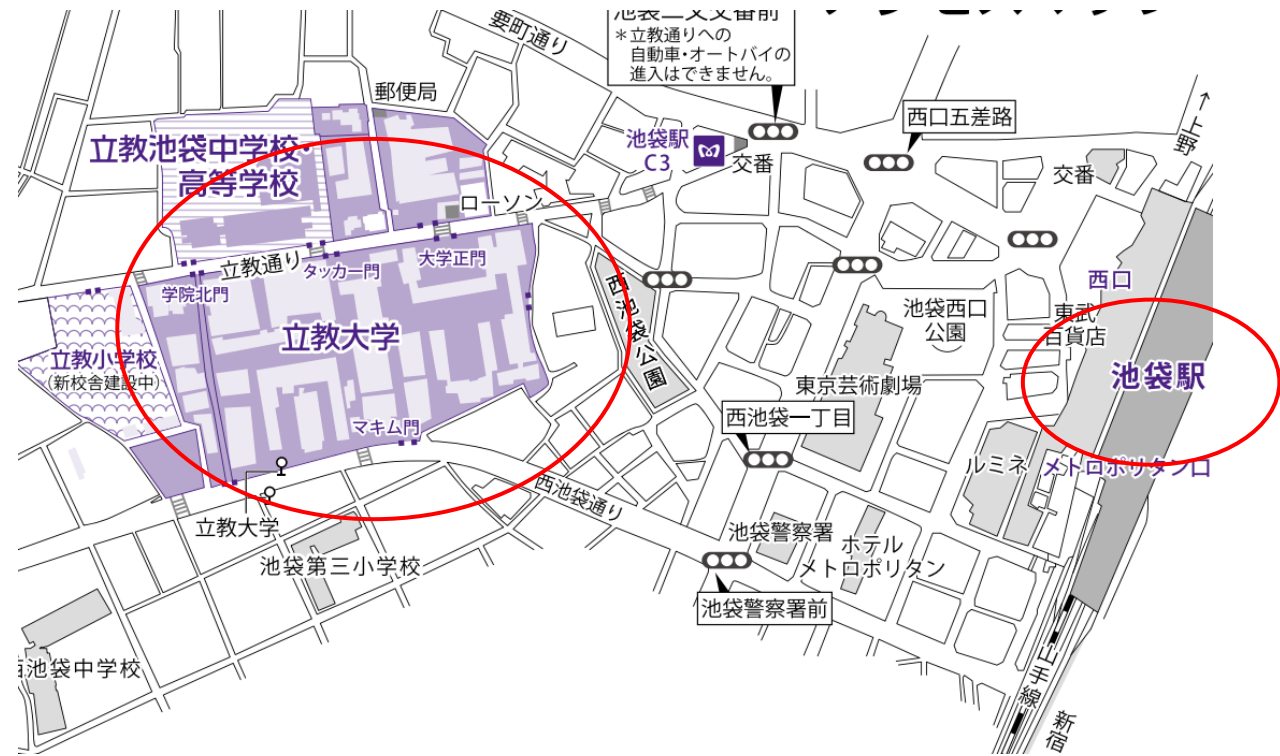 要町通り
池袋二又交番前
＊立教通りへの
自動車・オートバイの
進入はできません。
郵便局
西口五差路
↑上野
立教池袋中学校・
高等学校
池袋駅
C3
交番
交番
ローソン
立教通り
タッカー門
大学正門
学院北門
西口
立教大学
西池袋公園
池袋西口
公園
東武
百貨店
立教小学校
(新校舎建設中)
東京芸術劇場
池袋駅
マキム門
西池袋一丁目
ルミネ
メトロポリタン口
西池袋通り
立教大学
池袋第三小学校
池袋警察署
ホテル
メトロポリタン
池袋警察署前
西池袋中学校
山手線
新宿